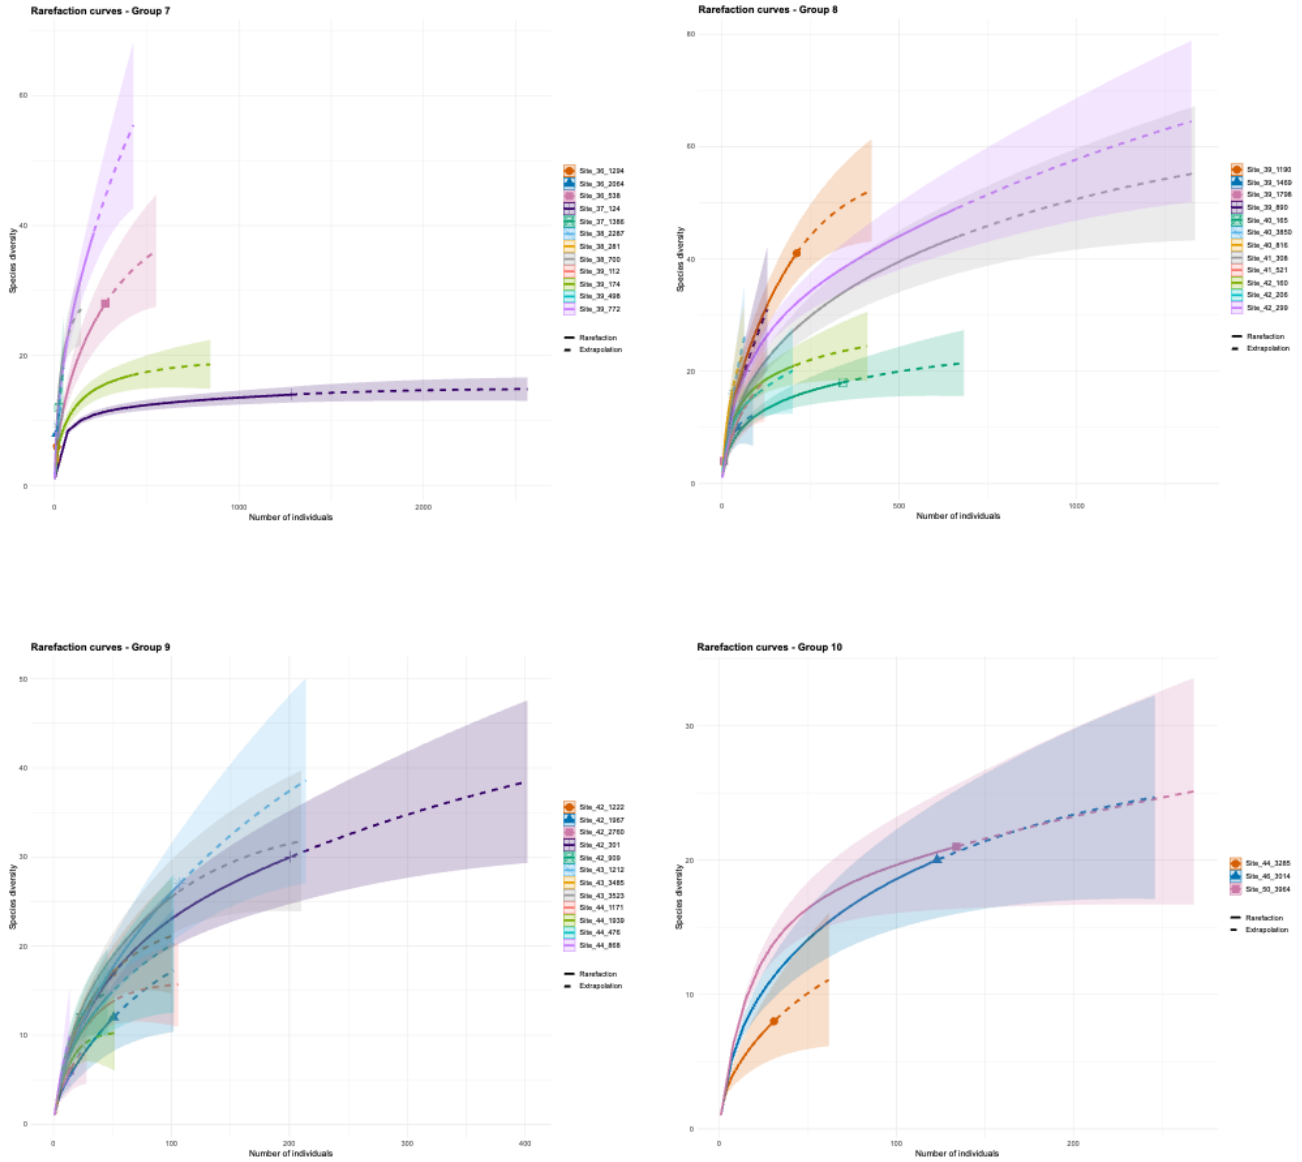 Rarefaction curves - Group 7
Species diversity
60
40
20
0
0
1000
2000
Number of individuals
Site_36_1294
Site_36_2064
Site_36_538
Site_37_124
Site_37_1386
Site_38_2287
Site_38_281
Site_38_700
Site_39_112
Site_39_174
Site_39_498
Site_39_772
Rarefaction
Extrapolation
Rarefaction curves - Group 8
Species diversity
80
60
40
20
0
0
500
1000
Number of individuals
Site_39_1190
Site_39_1469
Site_39_1798
Site_39_890
Site_40_165
Site_40_3850
Site_40_816
Site_41_308
Site_41_521
Site_42_160
Site_42_206
Site_42_299
Rarefaction
Extrapolation
Rarefaction curves - Group 9
Species diversity
50
40
30
20
10
0
0
100
200
300
400
Number of individuals
Site_42_1222
Site_42_1967
Site_42_2760
Site_42_301
Site_42_909
Site_43_1212
Site_43_3485
Site_43_3523
Site_44_1171
Site_44_1939
Site_44_476
Site_44_868
Rarefaction
Extrapolation
Rarefaction curves - Group 10
Species diversity
30
20
10
0
0
100
200
Number of individuals
Site_44_3285
Site_46_3014
Site_50_3964
Rarefaction
Extrapolation